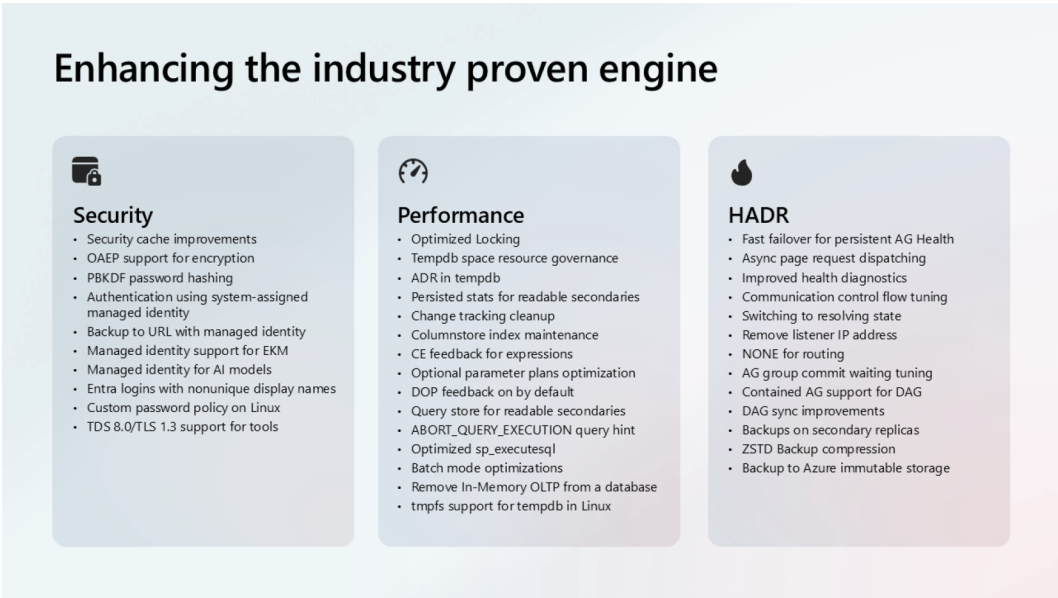 Enhancing the industry proven engine
Security
• Security cache improvements
• OAEP support for encryption
• PBKDF password hashing
• Authentication using system-assigned
managed identity
• Backup to URL with managed identity
• Managed identity support for EKM
• Managed identity for AI models
• Entra logins with nonunique display names
• Custom password policy on Linux
• TDS 8.0/TLS 1.3 support for tools
Performance
• Optimized Locking
• Tempdb space resource governance
• ADR in tempdb
• Persisted stats for readable secondaries
• Change tracking cleanup
• Columnstore index maintenance
• CE feedback for expressions
• Optional parameter plans optimization
• DOP feedback on by default
• Query store for readable secondaries
• ABORT_QUERY_EXECUTION query hint
• Optimized sp_executesql
• Batch mode optimizations
• Remove In-Memory OLTP from a database
• tmpfs support for tempdb in Linux
HADR
• Fast failover for persistent AG Health
• Async page request dispatching
• Improved health diagnostics
• Communication control flow tuning
• Switching to resolving state
• Remove listener IP address
• NONE for routing
• AG group commit waiting tuning
• Contained AG support for DAG
• DAG sync improvements
• Backups on secondary replicas
• ZSTD Backup compression
• Backup to Azure immutable storage